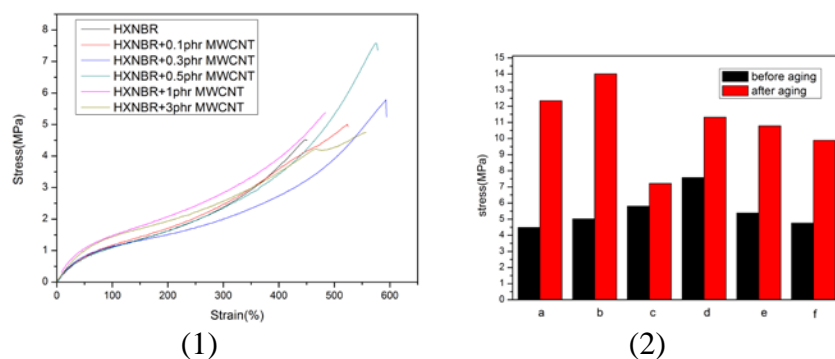 HXNBR
HXNBR+0.1phr MWCNT
HXNBR+0.3phr MWCNT
HXNBR+0.5phr MWCNT
HXNBR+1phr MWCNT
HXNBR+3phr MWCNT
Stress(MPa)
8
7
6
5
4
3
2
1
0
0 100 200 300 400 500 600
Strain(%)
(1)
before aging
after aging
stress(MPa)
15
14
13
12
11
10
9
8
7
6
5
4
3
2
1
0
a b c d e f
(2)